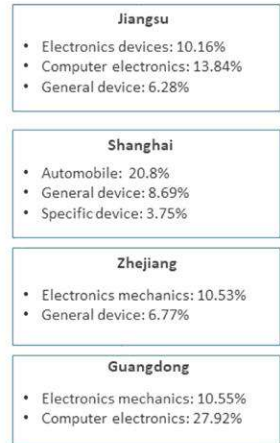 Jiangsu
• Electronics devices: 10.16%
• Computer electronics: 13.84%
• General device: 6.28%
Shanghai
• Automobile: 20.8%
• General device: 8.69%
• Specific device: 3.75%
Zhejiang
• Electronics mechanics: 10.53%
• General device: 6.77%
Guangdong
• Electronics mechanics: 10.55%
• Computer electronics: 27.92%